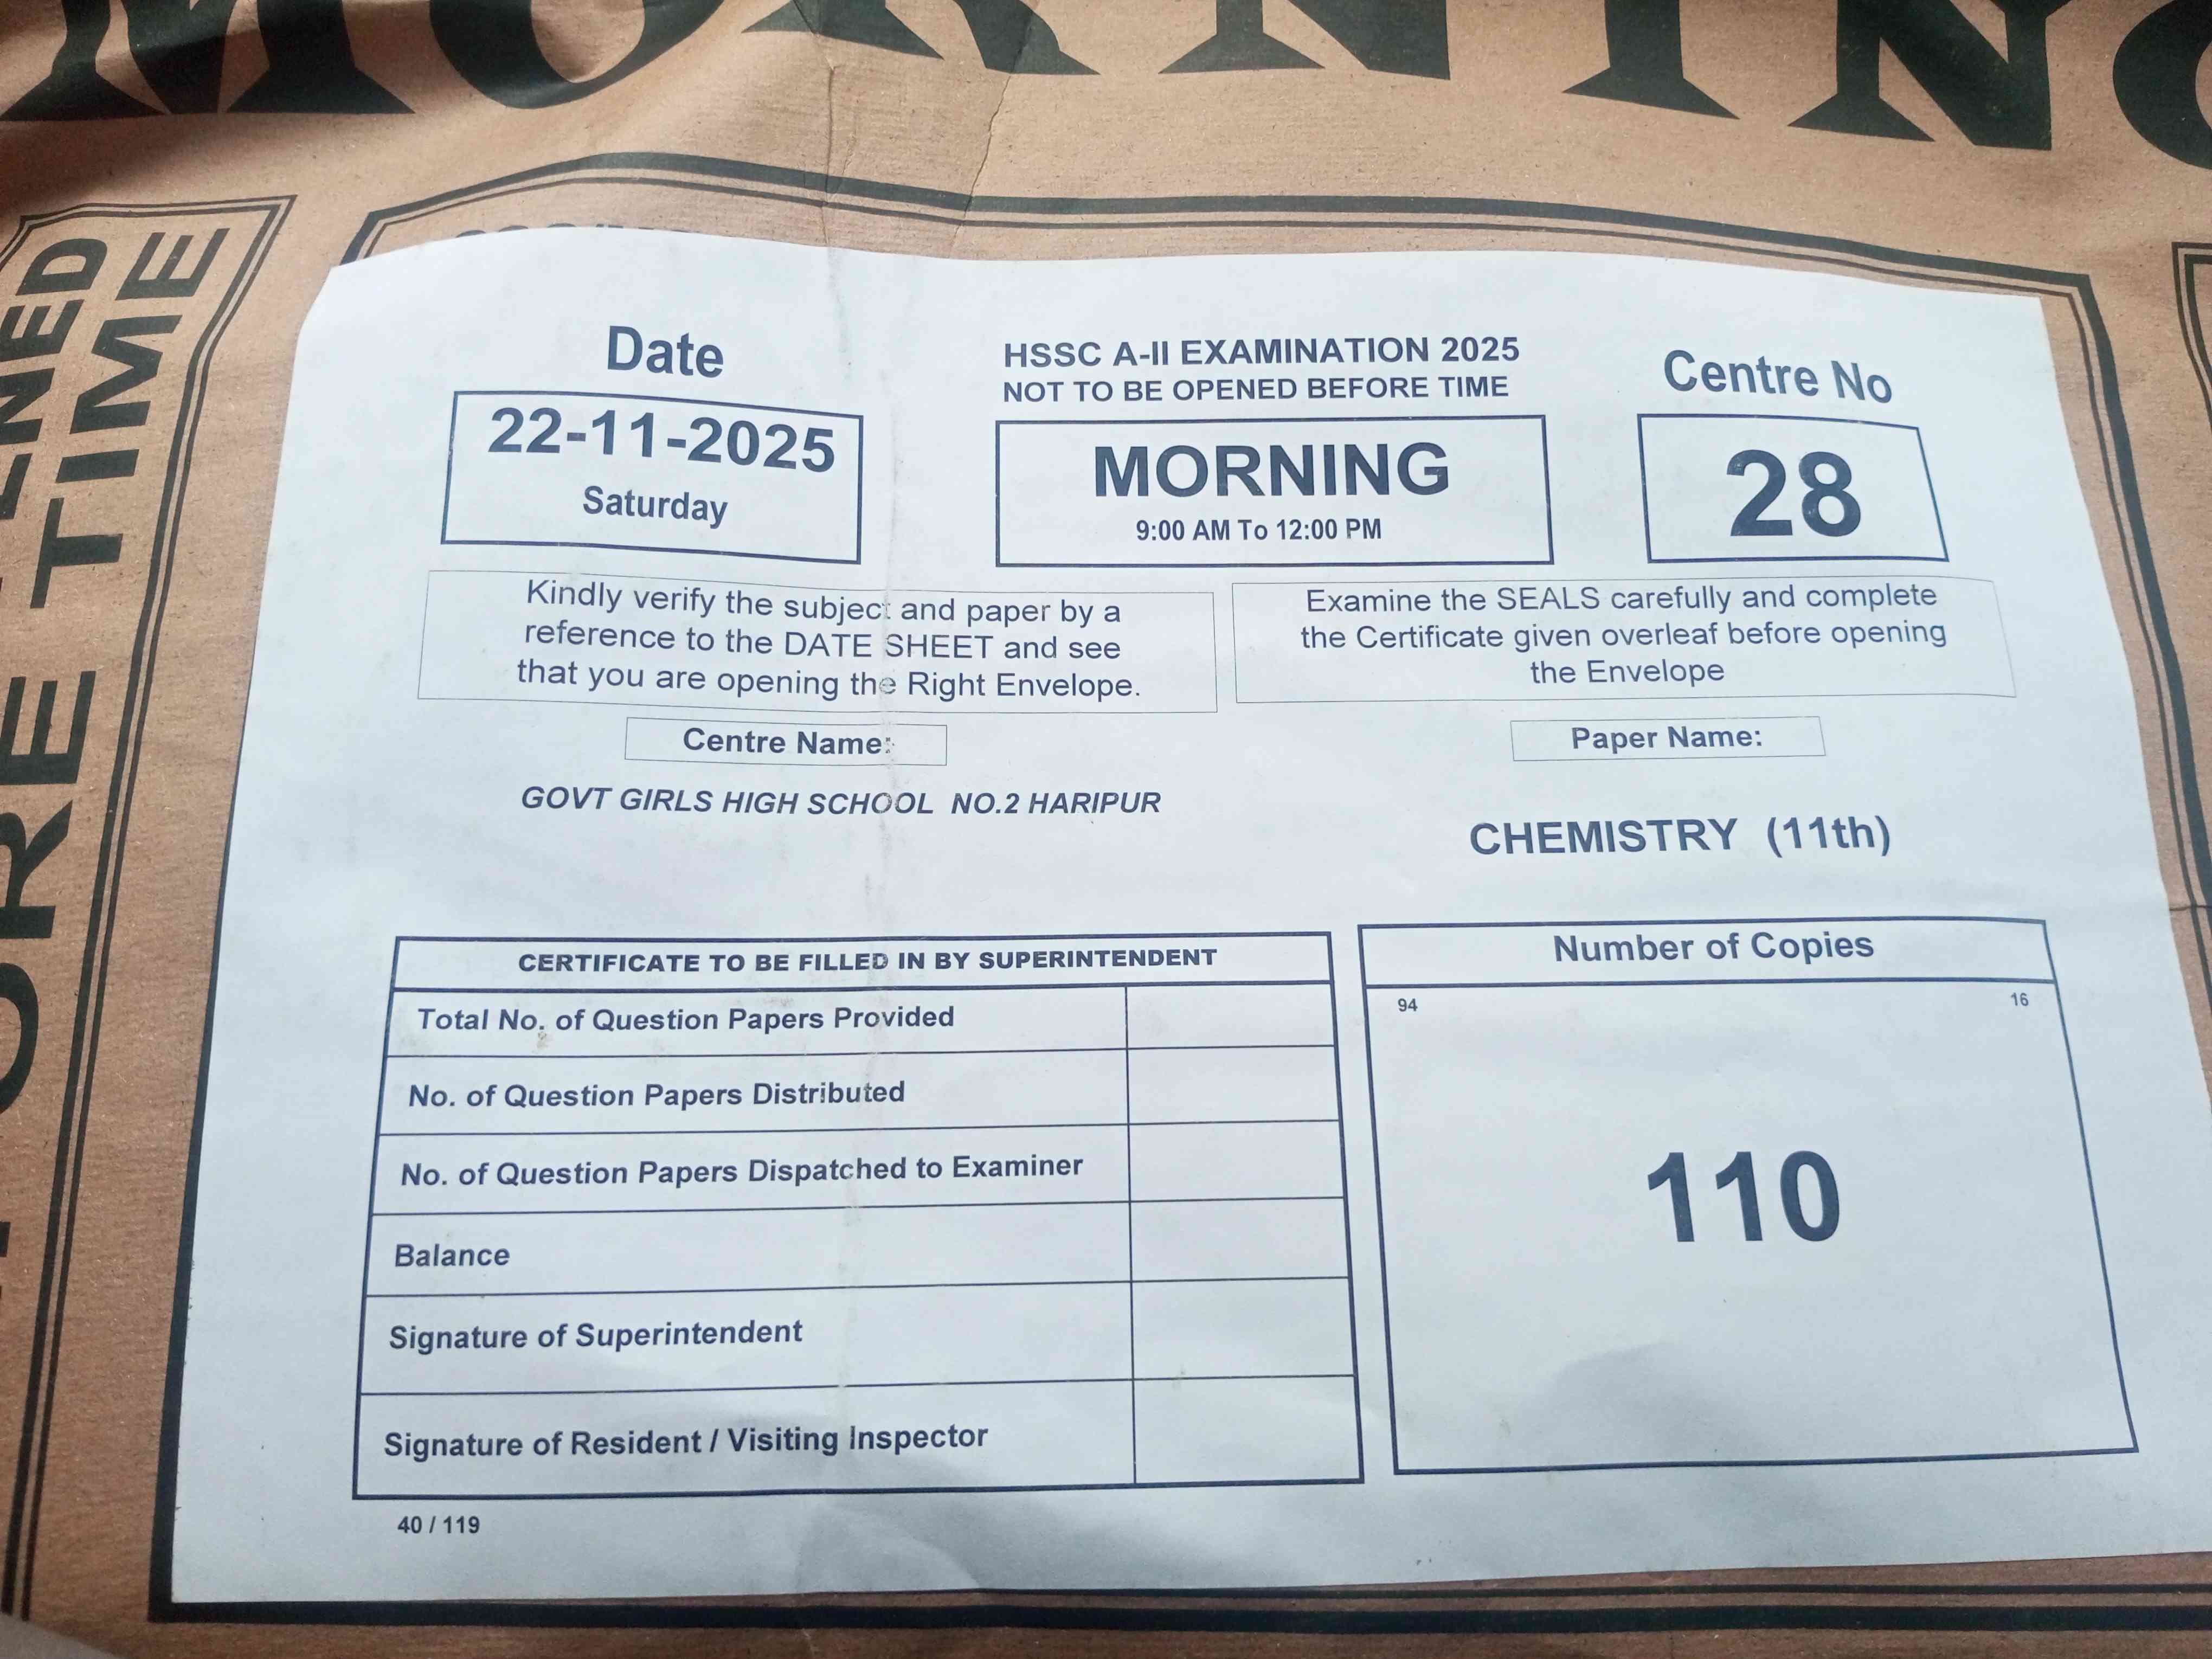 MORNING
OPENED
BEFORE TIME
Date
22-11-2025
Saturday
HSSC A-II EXAMINATION 2025
NOT TO BE OPENED BEFORE TIME
MORNING
9:00 AM To 12:00 PM
Centre No
28
Kindly verify the subject and paper by a
reference to the DATE SHEET and see
that you are opening the Right Envelope.
Examine the SEALS carefully and complete
the Certificate given overleaf before opening
the Envelope
Centre Name:
GOVT GIRLS HIGH SCHOOL NO.2 HARIPUR
Paper Name:
CHEMISTRY (11th)
CERTIFICATE TO BE FILLED IN BY SUPERINTENDENT
Total No. of Question Papers Provided
No. of Question Papers Distributed
No. of Question Papers Dispatched to Examiner
Balance
Signature of Superintendent
Signature of Resident / Visiting Inspector
Number of Copies
94 16
110
40 / 119